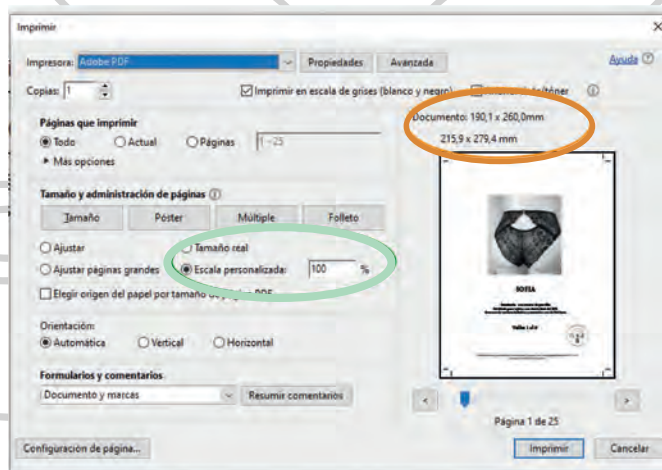 Imprimir
Impresora: Adobe PDF Propiedades Avanzada Ayuda
Copias: 1 Imprimir en escala de grises (blanco y negro)
Páginas que imprimir
Todo Actual Páginas 1 - 25
Más opciones
Documento: 190,1 x 260,0mm
215,9 x 279,4 mm
Tamaño y administración de páginas
Tamaño Póster Múltiple Folleto
Ajustar Tamaño real
Ajustar páginas grandes Escala personalizada: 100 %
Elegir origen del papel por tamaño de página PDF
Orientación:
Automática Vertical Horizontal
Formularios y comentarios
Documento y marcas Resumir comentarios
SOFIA
< >
Página 1 de 25
Configuración de página... Imprimir Cancelar